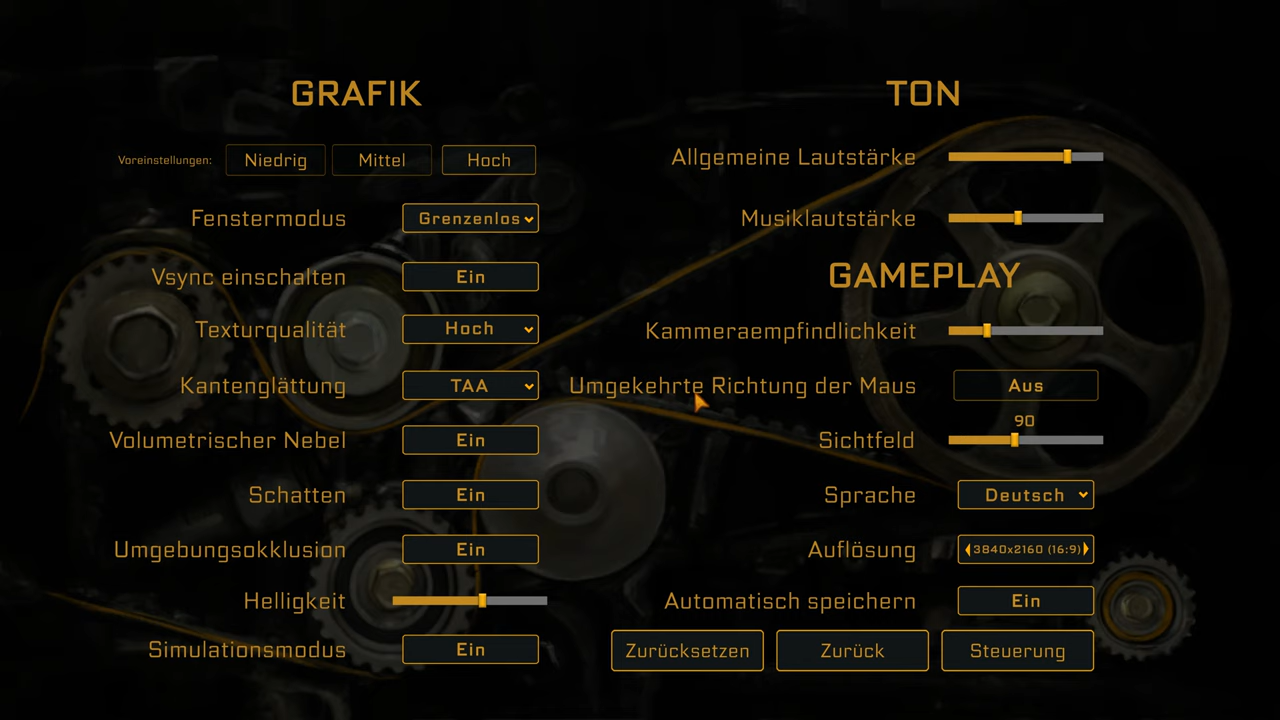 GRAFIK
Voreinstellungen: Niedrig Mittel Hoch
Fenstermodus Grenzenlos
Vsync einschalten Ein
Texturqualität Hoch
Kantenglättung TAA
Volumetrischer Nebel Ein
Schatten Ein
Umgebungsokklusion Ein
Helligkeit
Simulationsmodus Ein
TON
Allgemeine Lautstärke
Musiklautstärke
GAMEPLAY
Kammeraempfindlichkeit
Umgekehrte Richtung der Maus Aus
90
Sichtfeld
Sprache Deutsch
Auflösung 3840x2160 (16:9)
Automatisch speichern Ein
Zurücksetzen Zurück Steuerung